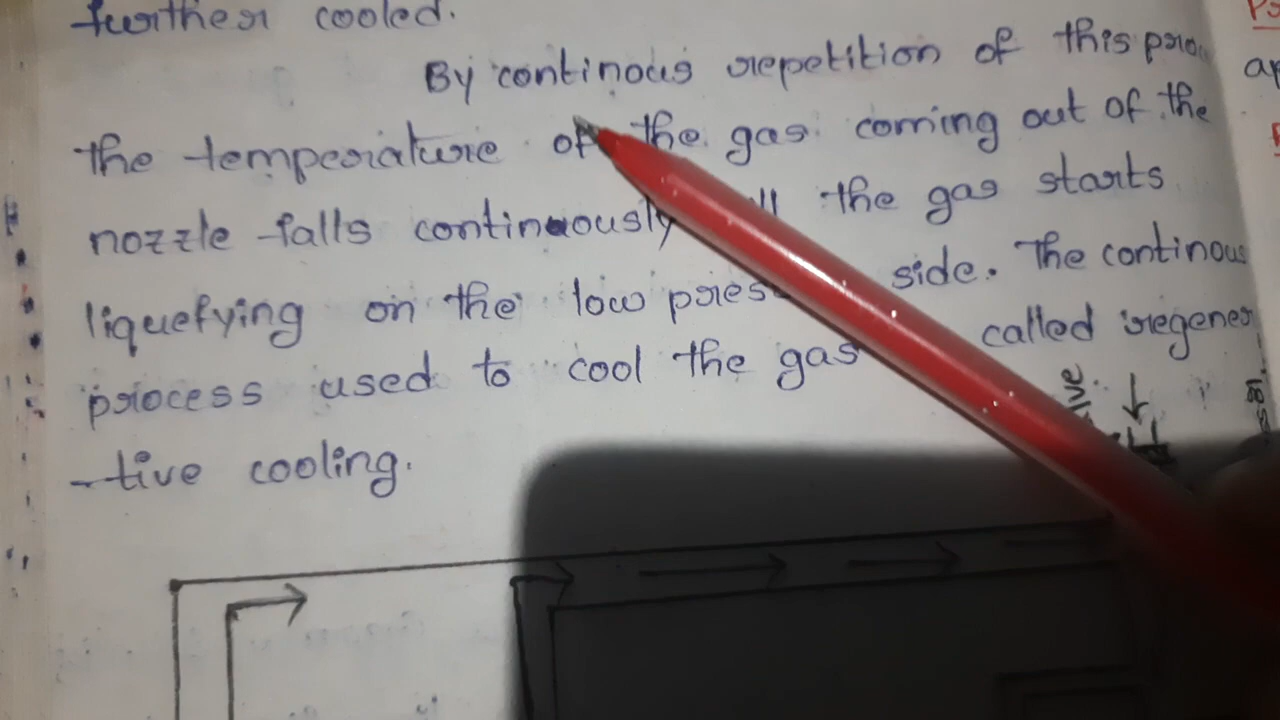 further cooled.
By continous repetition of this
the temperature of the gas coming out of the
nozzle falls continuously the gas starts
liquefying on the low side. The continous
process used to cool the gas called regener
-tive cooling.